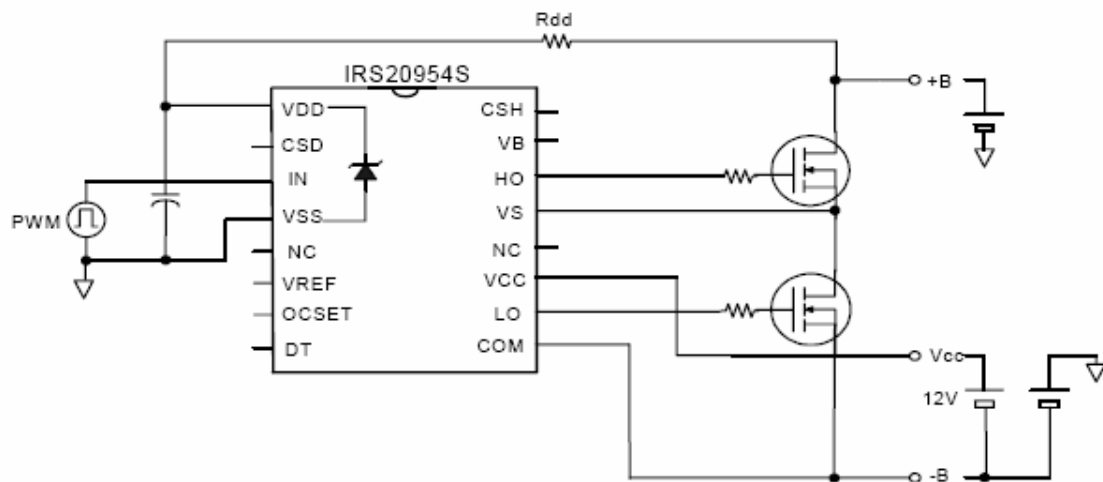 Rdd
IRS20954S
VDD
CSD
IN
VSS
NC
VREF
OCSET
DT
CSH
VB
HO
VS
NC
VCC
LO
COM
PWM
+B
Vcc
12V
-B